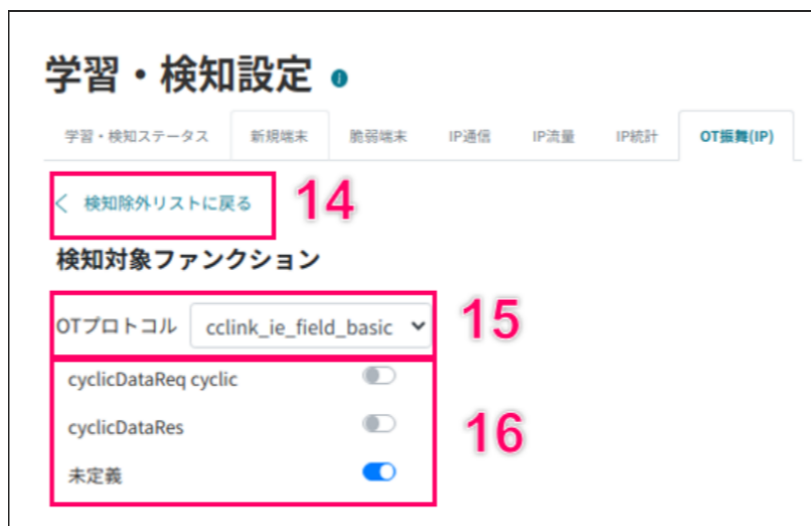 学習・検知設定 i
学習・検知ステータス 新規端末 脆弱端末 IP通信 IP流量 IP統計 OT振舞(IP)
< 検知除外リストに戻る 14
検知対象ファンクション
OTプロトコル cclink_ie_field_basic 15
cyclicDataReq cyclic
cyclicDataRes 16
未定義